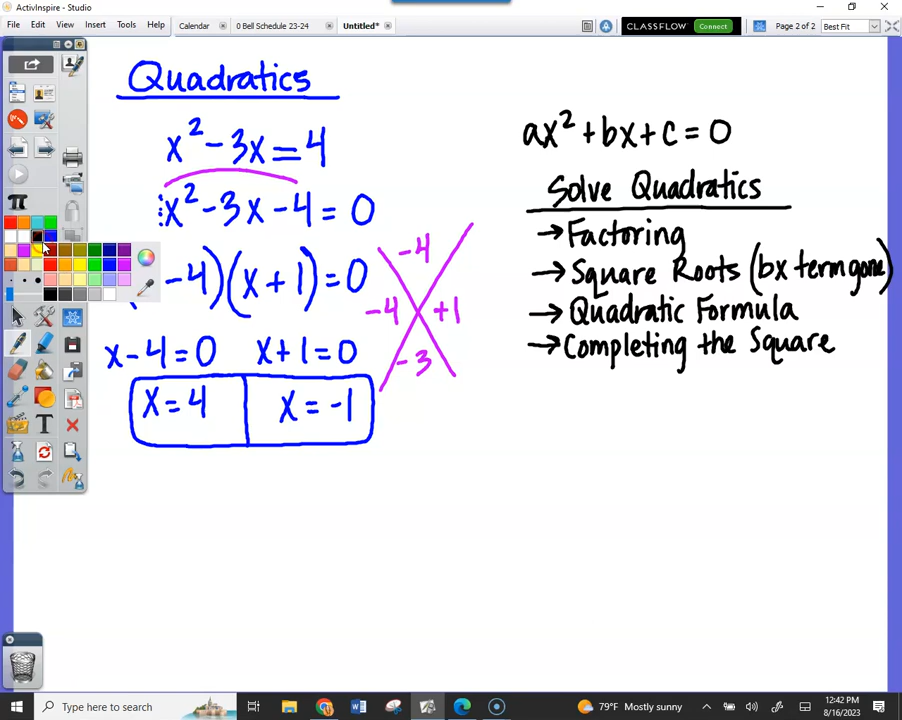 ActivInspire - Studio
File Edit View Insert Tools Help
Calendar 0 Bell Schedule 23-24 Untitled*
CLASSFLOW Connect Page 2 of 2 Best Fit
Quadratics
x² - 3x = 4
x² - 3x - 4 = 0
-4)(x + 1) = 0
x - 4 = 0 x + 1 = 0
x = 4 x = -1
-4
-4 +1
-3
ax² + bx + c = 0
Solve Quadratics
→ Factoring
→ Square Roots (bx term gone)
→ Quadratic Formula
→ Completing the Square
Type here to search
79°F Mostly sunny
12:42 PM
8/16/2023